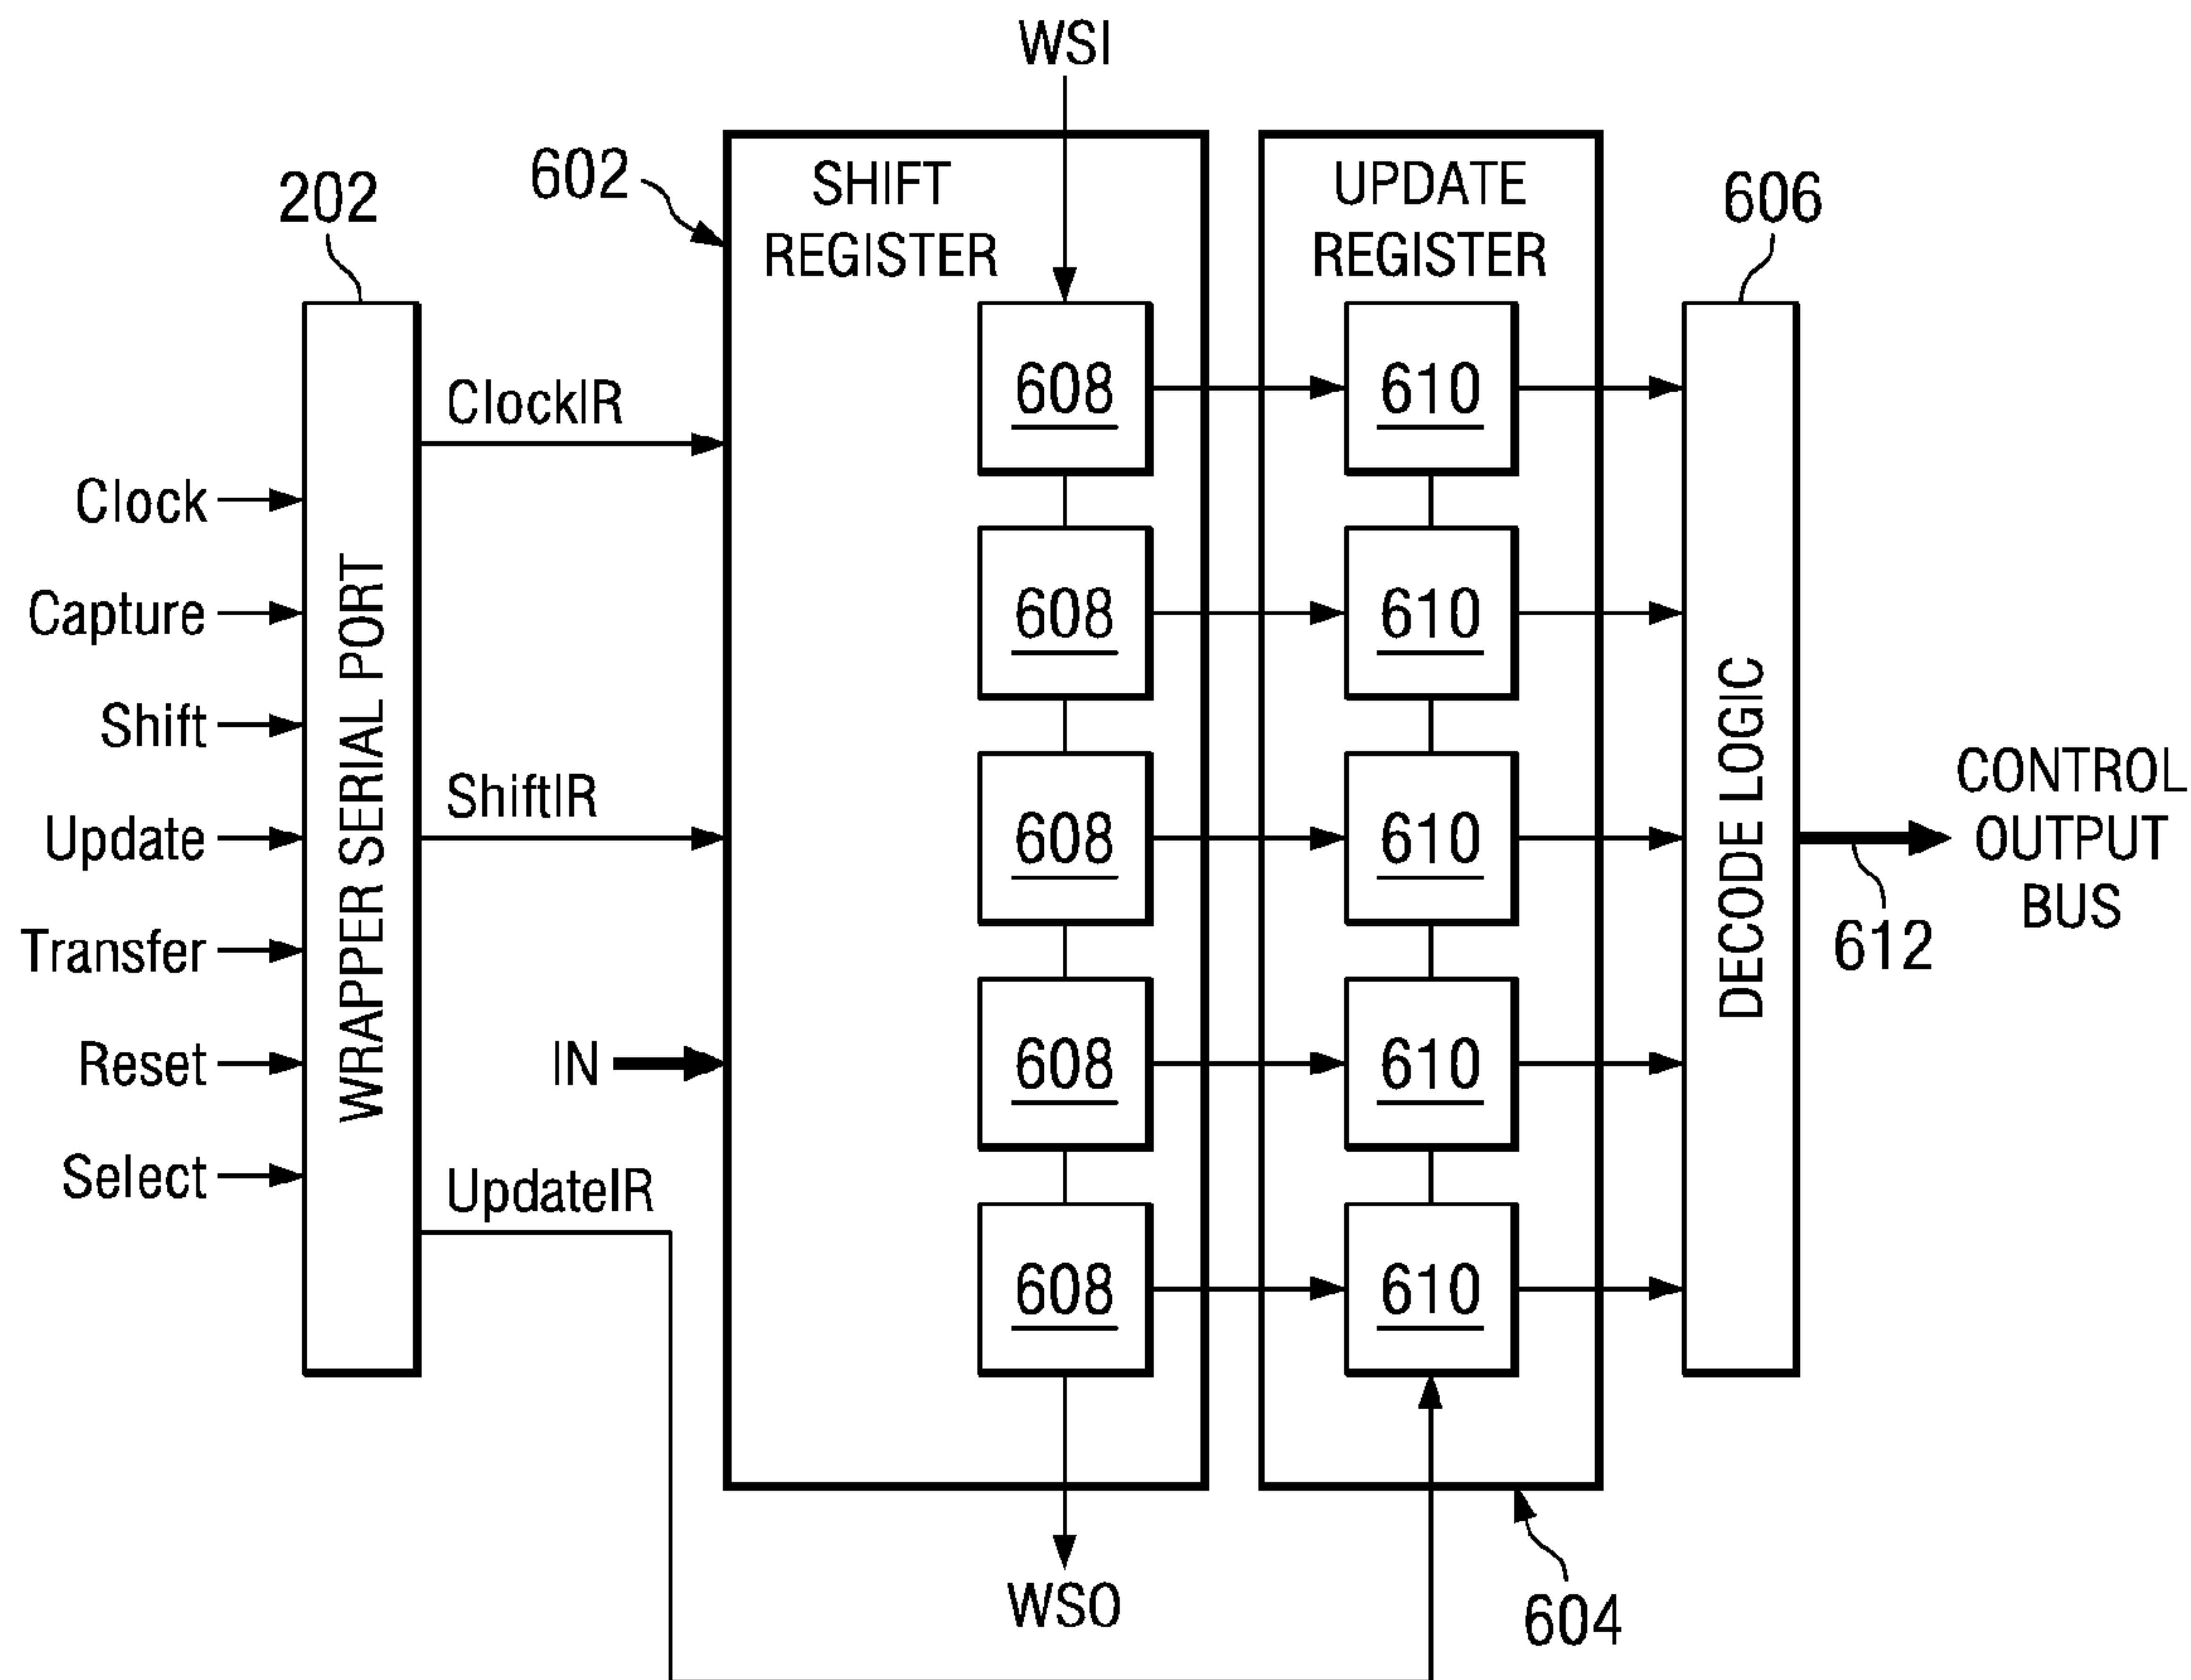 WSI
602
SHIFT
REGISTER
UPDATE
REGISTER
202
606
ClockIR
608
610
Clock
Capture
608
610
Shift
WRAPPER SERIAL PORT
ShiftIR
608
610
DECODE LOGIC
CONTROL
OUTPUT
BUS
Update
612
Transfer
Reset
IN
608
610
Select
UpdateIR
608
610
WSO
604